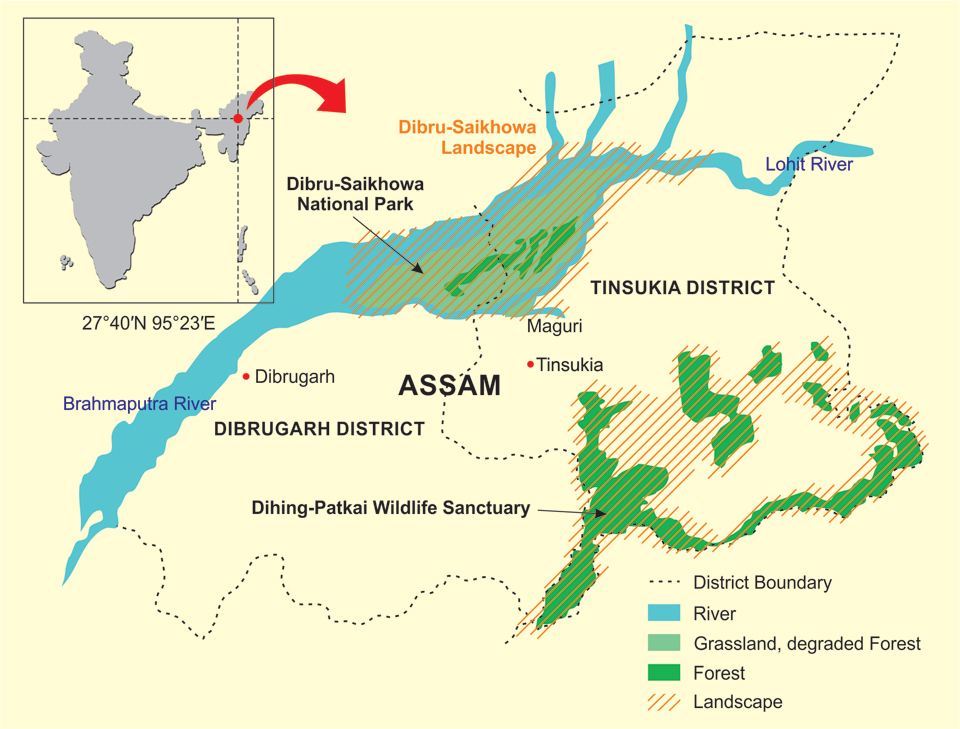 27°40′N 95°23′E
Dibru-Saikhowa
Landscape
Dibru-Saikhowa
National Park
Lohit River
TINSUKIA DISTRICT
Maguri
Tinsukia
Dibrugarh
ASSAM
Brahmaputra River
DIBRUGARH DISTRICT
Dihing-Patkai Wildlife Sanctuary
District Boundary
River
Grassland, degraded Forest
Forest
Landscape